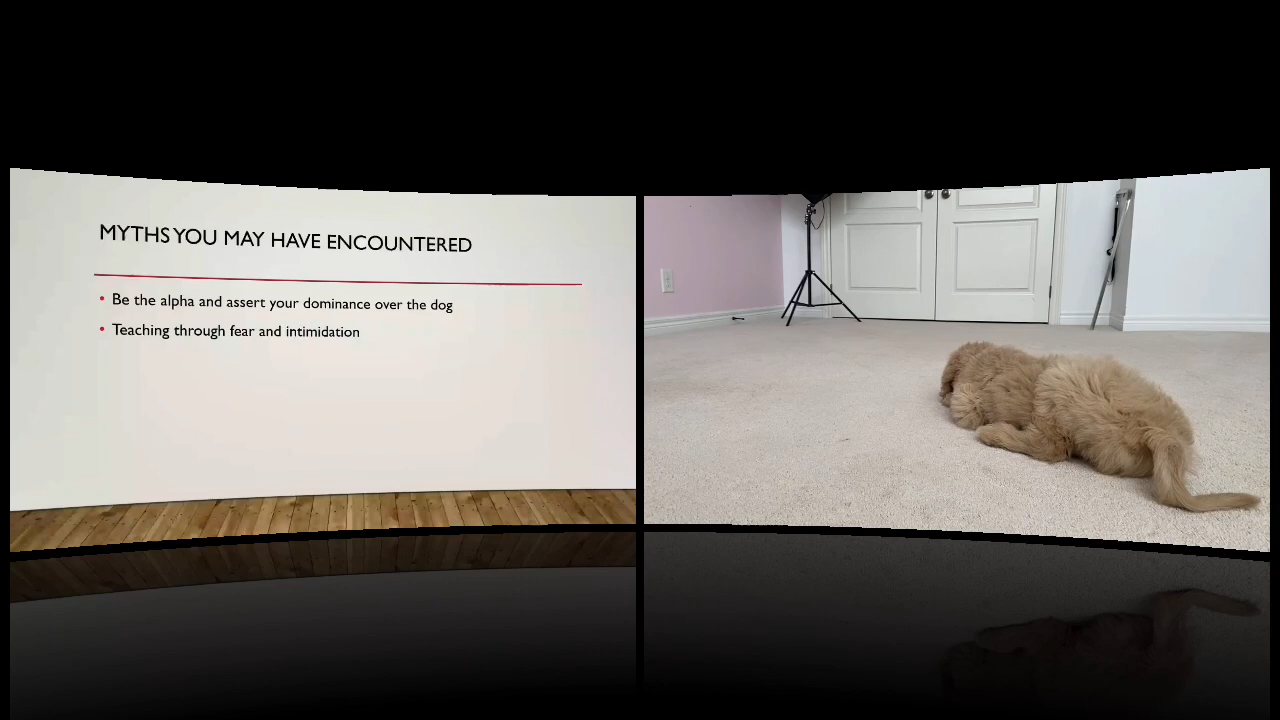 MYTHS YOU MAY HAVE ENCOUNTERED
• Be the alpha and assert your dominance over the dog
• Teaching through fear and intimidation